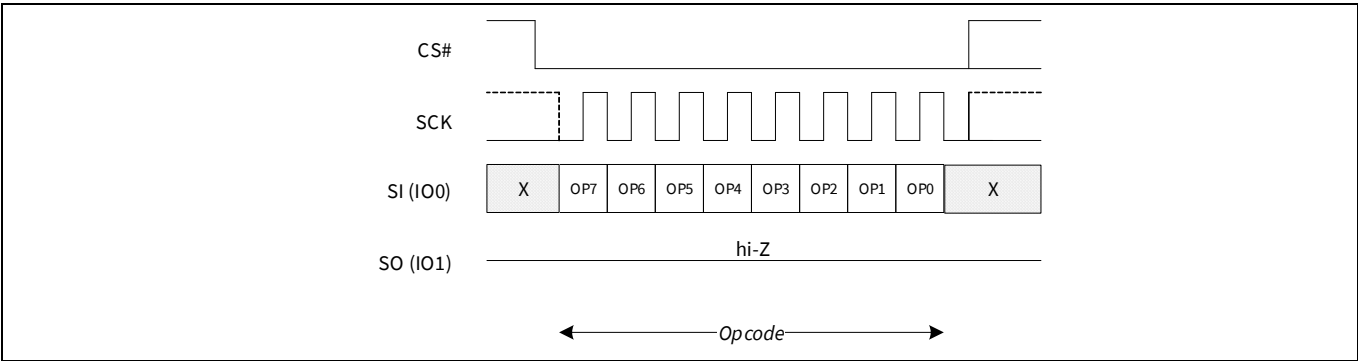 CS#
SCK
SI (IO0) X OP7 OP6 OP5 OP4 OP3 OP2 OP1 OP0 X
hi-Z
SO (IO1)
Opcode